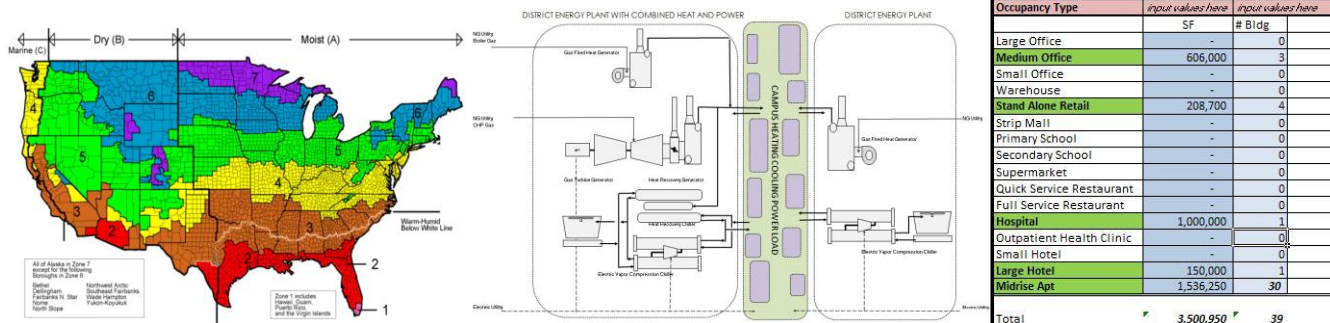 Marine (C)
Dry (B)
Moist (A)
7
6
6
4
5
5
4
3
3
2
2
2
1
Warm-Humid
Below White Line
All of Alaska in Zone 7
except for the following
Boroughs in Zone 8
Bethel Northwest Arctic
Dellingham Southeast Fairbanks
Fairbanks N. Star Wade Hampton
Nome Yukon-Koyukuk
North Slope
Zone 1 includes
Hawaii, Guam,
Puerto Rico,
and the Virgin Islands
DISTRICT ENERGY PLANT WITH COMBINED HEAT AND POWER
DISTRICT ENERGY PLANT
NG Utility
Boiler Gas
Gas Fired Heat Generator
NG Utility
CHP Gas
Gas Turbine Generator
Heat Recovery Generator
Heat Recovery Chiller
Electric Vapor Compression Chiller
Electric Utility
CAMPUS HEATING COOLING POWER LOAD
NG Utility
Gas Fired Heat Generator
Electric Vapor Compression Chiller
Electric Utility
Occupancy Type input values here input values here
SF # Bldg
Large Office - 0
Medium Office 606,000 3
Small Office - 0
Warehouse - 0
Stand Alone Retail 208,700 4
Strip Mall - 0
Primary School - 0
Secondary School - 0
Supermarket - 0
Quick Service Restaurant - 0
Full Service Restaurant - 0
Hospital 1,000,000 1
Outpatient Health Clinic - 0
Small Hotel - 0
Large Hotel 150,000 1
Midrise Apt 1,536,250 30
Total 3,500,950 39